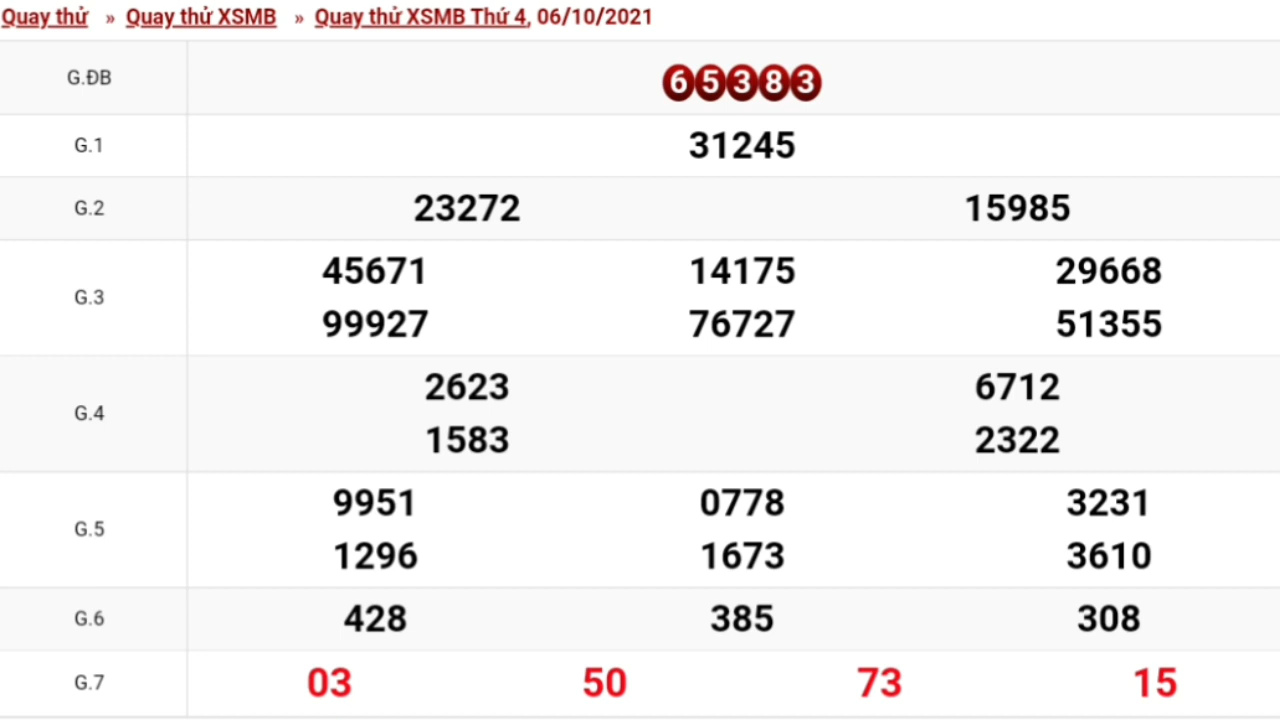 Quay thử » Quay thử XSMB » Quay thử XSMB Thứ 4, 06/10/2021
G.ĐB 65383
G.1 31245
G.2 23272 15985
G.3 45671 14175 29668
99927 76727 51355
G.4 2623 6712
1583 2322
G.5 9951 0778 3231
1296 1673 3610
G.6 428 385 308
G.7 03 50 73 15